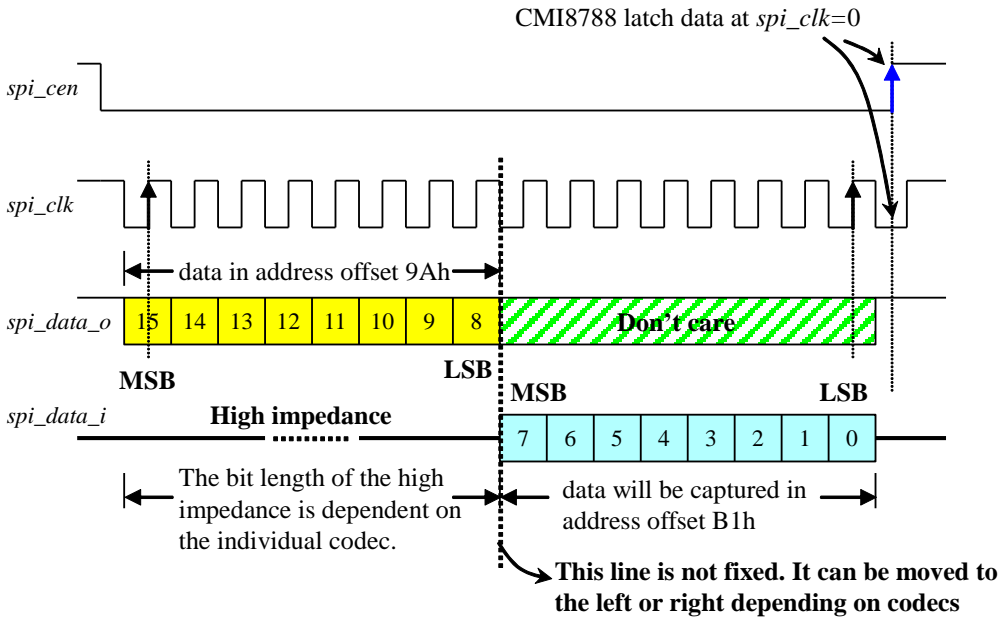 CMI8788 latch data at spi_clk=0
spi_cen
spi_clk
data in address offset 9Ah
spi_data_o
15 14 13 12 11 10 9 8
Don't care
MSB
LSB
MSB
LSB
spi_data_i
High impedance
7 6 5 4 3 2 1 0
The bit length of the high
impedance is dependent on
the individual codec.
data will be captured in
address offset B1h
This line is not fixed. It can be moved to
the left or right depending on codecs